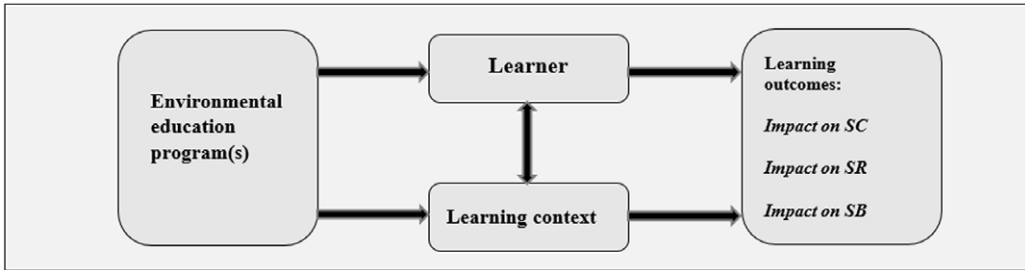 Environmental
education
program(s)
Learner
Learning context
Learning
outcomes:
Impact on SC
Impact on SR
Impact on SB